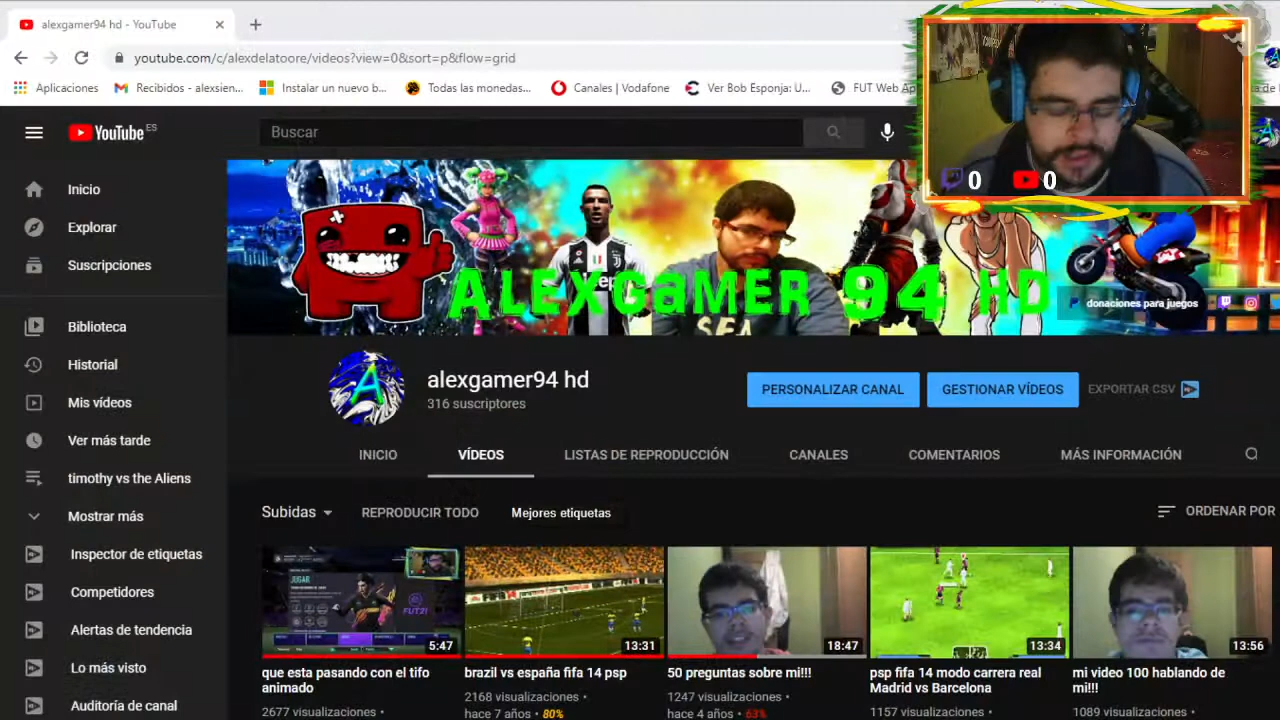 alexgamer94 hd - YouTube
youtube.com/c/alexdelatoore/videos?view=0&sort=p&flow=grid
Aplicaciones
Recibidos - alexsien...
Instalar un nuevo b...
Todas las monedas...
Canales | Vodafone
Ver Bob Esponja: U...
FUT Web Ap
YouTube ES
Buscar
0
0
Inicio
Explorar
Suscripciones
Biblioteca
Historial
Mis vídeos
Ver más tarde
timothy vs the Aliens
Mostrar más
Inspector de etiquetas
Competidores
Alertas de tendencia
Lo más visto
Auditoría de canal
ALEXGaMER 94 HD
Jeep
SEA
donaciones para juegos
A
alexgamer94 hd
316 suscriptores
PERSONALIZAR CANAL
GESTIONAR VÍDEOS
EXPORTAR CSV
INICIO
VÍDEOS
LISTAS DE REPRODUCCIÓN
CANALES
COMENTARIOS
MÁS INFORMACIÓN
Subidas
REPRODUCIR TODO
Mejores etiquetas
ORDENAR POR
JUGAR
FUT21
5:47
que esta pasando con el tifo
animado
2677 visualizaciones •
13:31
brazil vs españa fifa 14 psp
2168 visualizaciones •
hace 7 años • 80%
18:47
50 preguntas sobre mi!!!
1247 visualizaciones •
hace 4 años • 63%
13:34
psp fifa 14 modo carrera real
Madrid vs Barcelona
1157 visualizaciones •
13:56
mi video 100 hablando de
mi!!!
1089 visualizaciones •